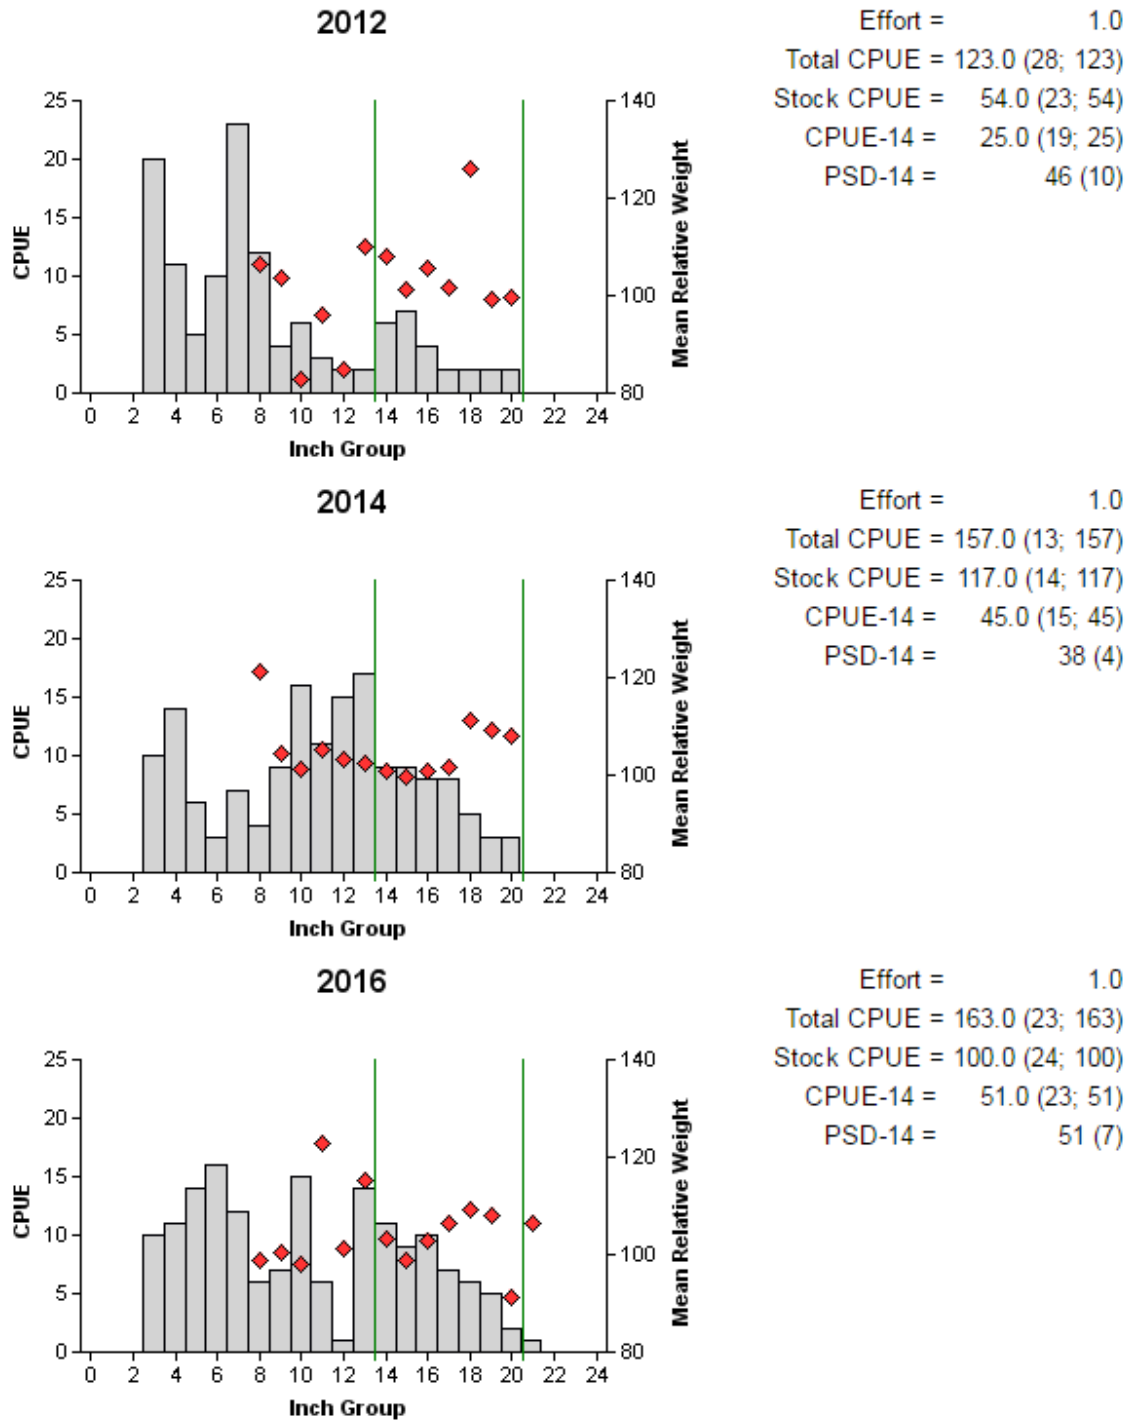 2012
Effort = 1.0
Total CPUE = 123.0 (28; 123)
Stock CPUE = 54.0 (23; 54)
CPUE-14 = 25.0 (19; 25)
PSD-14 = 46 (10)
25
20
15
10
5
0
CPUE
140
120
100
80
Mean Relative Weight
0 2 4 6 8 10 12 14 16 18 20 22 24
Inch Group
2014
Effort = 1.0
Total CPUE = 157.0 (13; 157)
Stock CPUE = 117.0 (14; 117)
CPUE-14 = 45.0 (15; 45)
PSD-14 = 38 (4)
25
20
15
10
5
0
CPUE
140
120
100
80
Mean Relative Weight
0 2 4 6 8 10 12 14 16 18 20 22 24
Inch Group
2016
Effort = 1.0
Total CPUE = 163.0 (23; 163)
Stock CPUE = 100.0 (24; 100)
CPUE-14 = 51.0 (23; 51)
PSD-14 = 51 (7)
25
20
15
10
5
0
CPUE
140
120
100
80
Mean Relative Weight
0 2 4 6 8 10 12 14 16 18 20 22 24
Inch Group